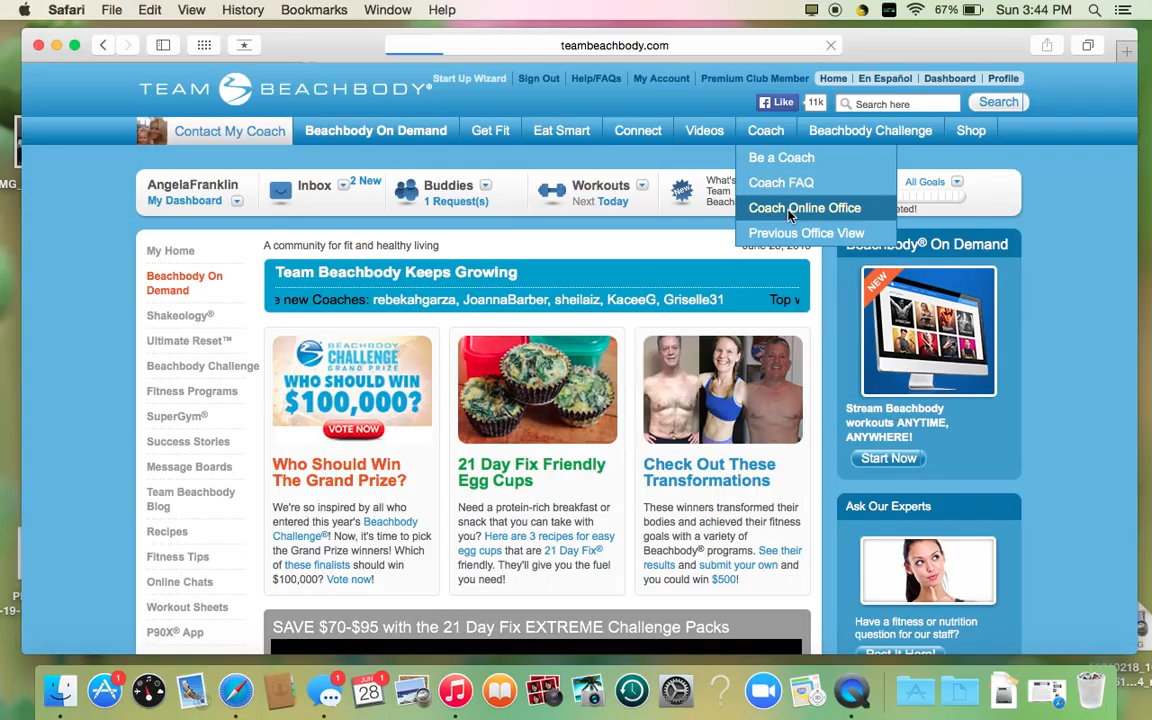 Safari File Edit View History Bookmarks Window Help
67% Sun 3:44 PM
teambeachbody.com
TEAM BEACHBODY®
Start Up Wizard Sign Out Help/FAQs My Account Premium Club Member Home En Español Dashboard Profile
Like 11k Search here Search
Contact My Coach Beachbody On Demand Get Fit Eat Smart Connect Videos Coach Beachbody Challenge Shop
Be a Coach
Coach FAQ
Coach Online Office
Previous Office View
AngelaFranklin
My Dashboard
Inbox 2 New
Buddies
1 Request(s)
Workouts
Next Today
New
What's
Team
Beach
All Goals
My Home
Beachbody On
Demand
Shakeology®
Ultimate Reset™
Beachbody Challenge
Fitness Programs
SuperGym®
Success Stories
Message Boards
Team Beachbody
Blog
Recipes
Fitness Tips
Online Chats
Workout Sheets
P90X® App
A community for fit and healthy living
Team Beachbody Keeps Growing
e new Coaches: rebekahgarza, JoannaBarber, sheilaiz, KaceeG, Griselle31 Top
BEACHBODY
CHALLENGE
GRAND PRIZE
WHO SHOULD WIN
$100,000?
VOTE NOW
Who Should Win
The Grand Prize?
We're so inspired by all who
entered this year's Beachbody
Challenge®! Now, it's time to pick
the Grand Prize winners! Which
of these finalists should win
$100,000? Vote now!
21 Day Fix Friendly
Egg Cups
Need a protein-rich breakfast or
snack that you can take with
you? Here are 3 recipes for easy
egg cups that are 21 Day Fix®
friendly. They'll give you the fuel
you need!
Check Out These
Transformations
These winners transformed their
bodies and achieved their fitness
goals with a variety of
Beachbody® programs. See their
results and submit your own and
you could win $500!
SAVE $70-$95 with the 21 Day Fix EXTREME Challenge Packs
body® On Demand
NEW
Stream Beachbody
workouts ANYTIME,
ANYWHERE!
Start Now
Ask Our Experts
Have a fitness or nutrition
question for our staff?
Post It Here!
1
1
JUN
28
1